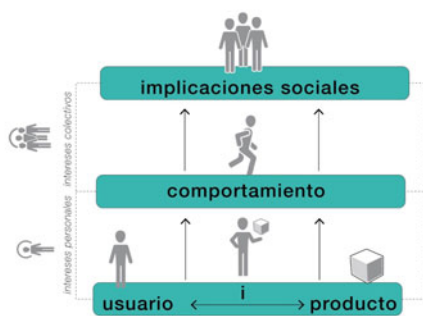 implicaciones sociales
intereses colectivos
comportamiento
intereses personales
i
usuario producto